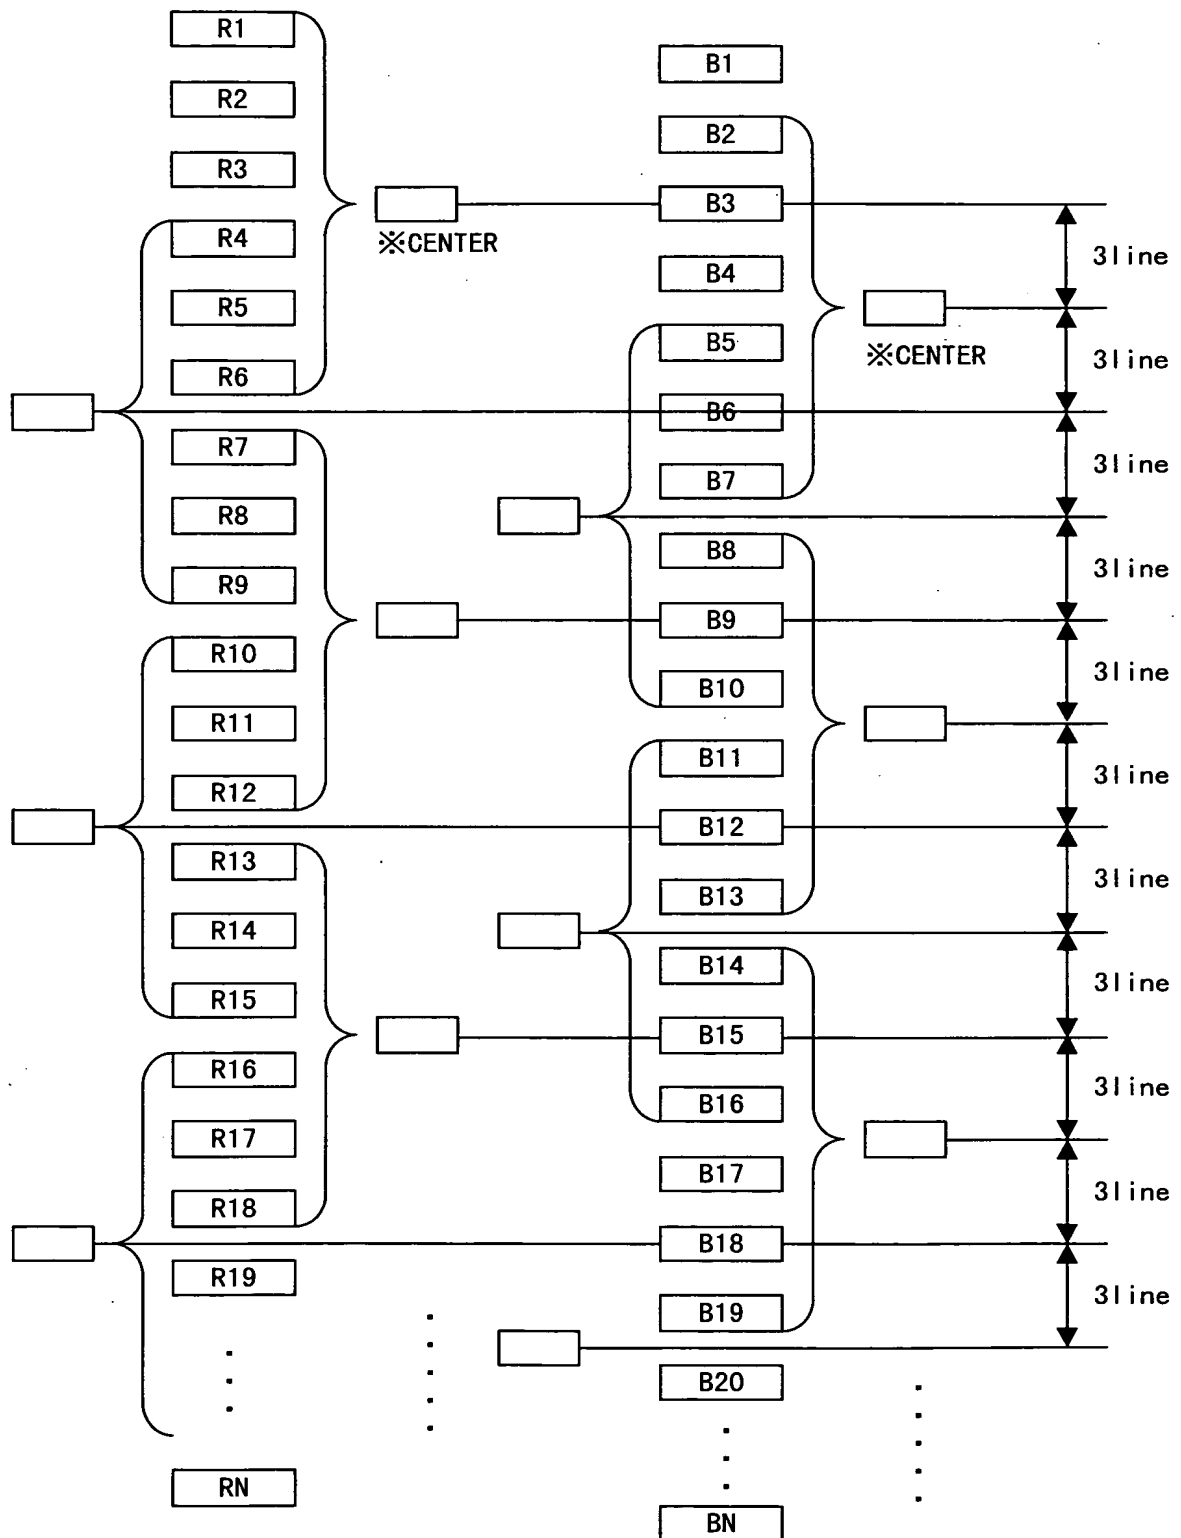 R1
B1
R2
B2
R3
B3
R4
※CENTER
3line
B4
R5
B5
※CENTER
3line
R6
B6
R7
3line
B7
R8
B8
3line
R9
B9
R10
3line
B10
R11
B11
3line
R12
B12
R13
3line
B13
R14
B14
3line
R15
B15
R16
3line
B16
R17
B17
3line
R18
B18
R19
3line
B19
B20
RN
BN